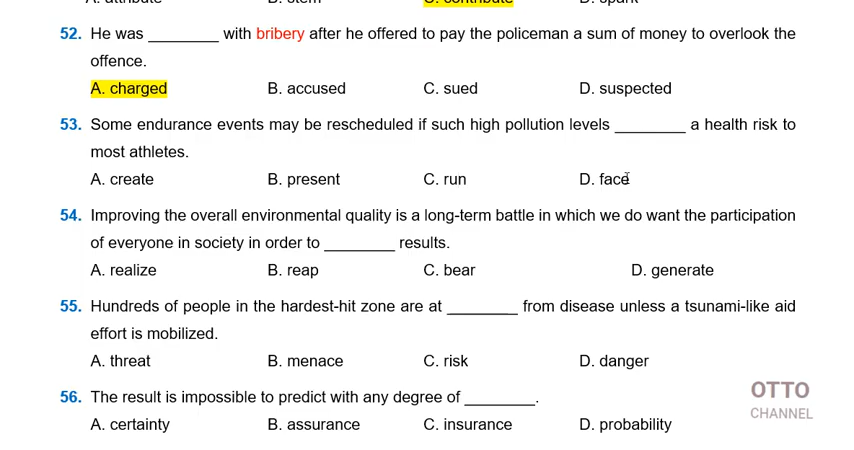 A. attribute B. stem C. contribute D. spark
52. He was ________ with bribery after he offered to pay the policeman a sum of money to overlook the
offence.
A. charged B. accused C. sued D. suspected
53. Some endurance events may be rescheduled if such high pollution levels ________ a health risk to
most athletes.
A. create B. present C. run D. face
54. Improving the overall environmental quality is a long-term battle in which we do want the participation
of everyone in society in order to ________ results.
A. realize B. reap C. bear D. generate
55. Hundreds of people in the hardest-hit zone are at ________ from disease unless a tsunami-like aid
effort is mobilized.
A. threat B. menace C. risk D. danger
56. The result is impossible to predict with any degree of ________.
A. certainty B. assurance C. insurance D. probability
OTTO
CHANNEL